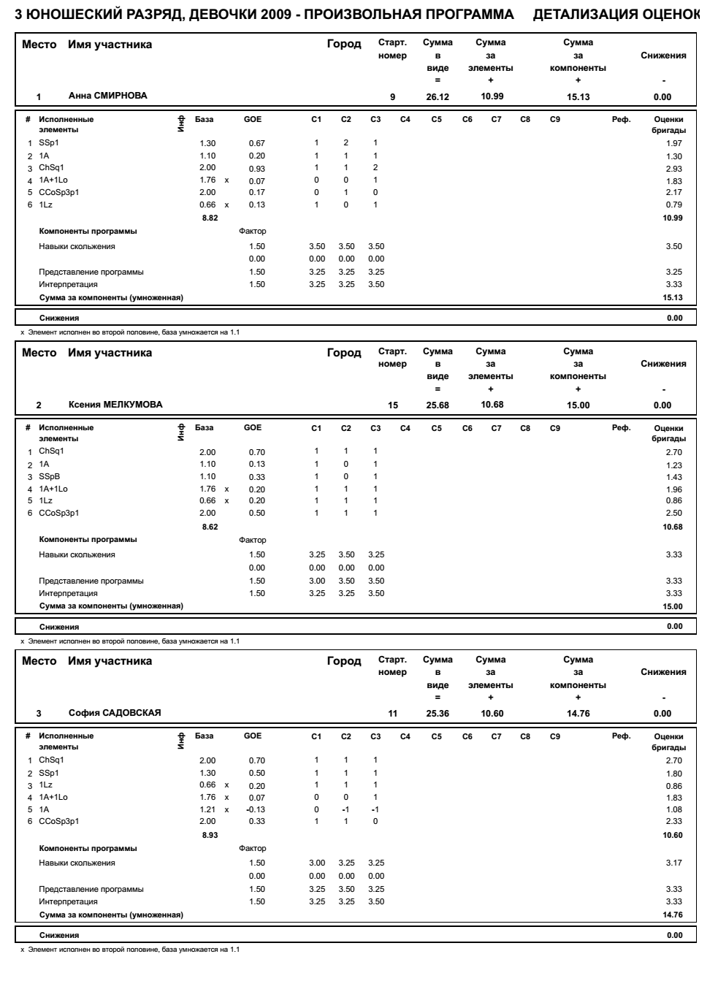 3 ЮНОШЕСКИЙ РАЗРЯД, ДЕВОЧКИ 2009 - ПРОИЗВОЛЬНАЯ ПРОГРАММА ДЕТАЛИЗАЦИЯ ОЦЕНОК
Место Имя участника Город Старт. Сумма Сумма Сумма
номер в за за Снижения
виде элементы компоненты
= + + -
1 Анна СМИРНОВА 9 26.12 10.99 15.13 0.00
# Исполненные Инф База GOE C1 C2 C3 C4 C5 C6 C7 C8 C9 Реф. Оценки
элементы бригады
1 SSp1 1.30 0.67 1 2 1 1.97
2 1A 1.10 0.20 1 1 1 1.30
3 ChSq1 2.00 0.93 1 1 2 2.93
4 1A+1Lo 1.76 x 0.07 0 0 1 1.83
5 CCoSp3p1 2.00 0.17 0 1 0 2.17
6 1Lz 0.66 x 0.13 1 0 1 0.79
8.82 10.99
Компоненты программы Фактор
Навыки скольжения 1.50 3.50 3.50 3.50 3.50
0.00 0.00 0.00 0.00
Представление программы 1.50 3.25 3.25 3.25 3.25
Интерпретация 1.50 3.25 3.25 3.50 3.33
Сумма за компоненты (умноженная) 15.13
Снижения 0.00
x Элемент исполнен во второй половине, база умножается на 1.1
Место Имя участника Город Старт. Сумма Сумма Сумма
номер в за за Снижения
виде элементы компоненты
= + + -
2 Ксения МЕЛКУМОВА 15 25.68 10.68 15.00 0.00
# Исполненные Инф База GOE C1 C2 C3 C4 C5 C6 C7 C8 C9 Реф. Оценки
элементы бригады
1 ChSq1 2.00 0.70 1 1 1 2.70
2 1A 1.10 0.13 1 0 1 1.23
3 SSpB 1.10 0.33 1 0 1 1.43
4 1A+1Lo 1.76 x 0.20 1 1 1 1.96
5 1Lz 0.66 x 0.20 1 1 1 0.86
6 CCoSp3p1 2.00 0.50 1 1 1 2.50
8.62 10.68
Компоненты программы Фактор
Навыки скольжения 1.50 3.25 3.50 3.25 3.33
0.00 0.00 0.00 0.00
Представление программы 1.50 3.00 3.50 3.50 3.33
Интерпретация 1.50 3.25 3.25 3.50 3.33
Сумма за компоненты (умноженная) 15.00
Снижения 0.00
x Элемент исполнен во второй половине, база умножается на 1.1
Место Имя участника Город Старт. Сумма Сумма Сумма
номер в за за Снижения
виде элементы компоненты
= + + -
3 София САДОВСКАЯ 11 25.36 10.60 14.76 0.00
# Исполненные Инф База GOE C1 C2 C3 C4 C5 C6 C7 C8 C9 Реф. Оценки
элементы бригады
1 ChSq1 2.00 0.70 1 1 1 2.70
2 SSp1 1.30 0.50 1 1 1 1.80
3 1Lz 0.66 x 0.20 1 1 1 0.86
4 1A+1Lo 1.76 x 0.07 0 0 1 1.83
5 1A 1.21 x -0.13 0 -1 -1 1.08
6 CCoSp3p1 2.00 0.33 1 1 0 2.33
8.93 10.60
Компоненты программы Фактор
Навыки скольжения 1.50 3.00 3.25 3.25 3.17
0.00 0.00 0.00 0.00
Представление программы 1.50 3.25 3.50 3.25 3.33
Интерпретация 1.50 3.25 3.25 3.50 3.33
Сумма за компоненты (умноженная) 14.76
Снижения 0.00
x Элемент исполнен во второй половине, база умножается на 1.1